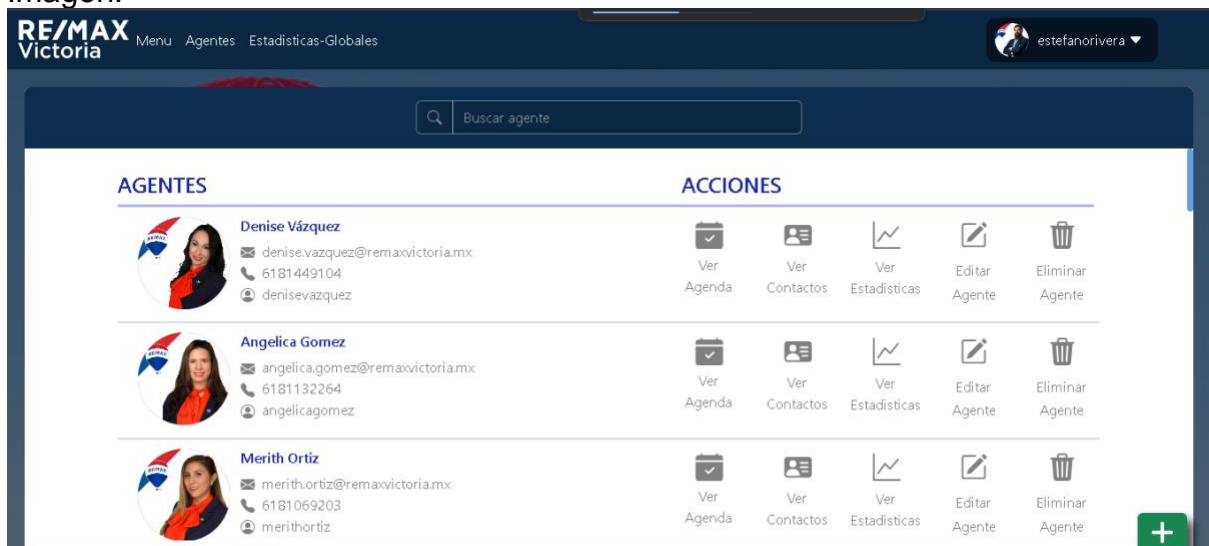 imagen:
RE/MAX
Victoria
Menu Agentes Estadisticas-Globales
estefanorivera
Buscar agente
AGENTES ACCIONES
Denise Vázquez
denise.vazquez@remaxvictoria.mx
6181449104
denisevazquez
Ver Agenda
Ver Contactos
Ver Estadisticas
Editar Agente
Eliminar Agente
Angelica Gomez
angelica.gomez@remaxvictoria.mx
6181132264
angelicagomez
Ver Agenda
Ver Contactos
Ver Estadisticas
Editar Agente
Eliminar Agente
Merith Ortiz
merith.ortiz@remaxvictoria.mx
6181069203
merithortiz
Ver Agenda
Ver Contactos
Ver Estadisticas
Editar Agente
Eliminar Agente
+